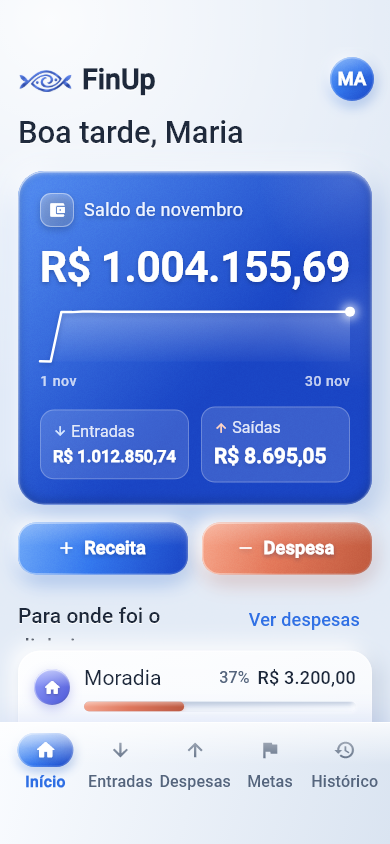 FinUp
MA
Boa tarde, Maria
Saldo de novembro
R$ 1.004.155,69
1 nov
30 nov
Entradas
R$ 1.012.850,74
Saídas
R$ 8.695,05
Receita
Despesa
Para onde foi o
Ver despesas
Moradia
37% R$ 3.200,00
Início
Entradas
Despesas
Metas
Histórico